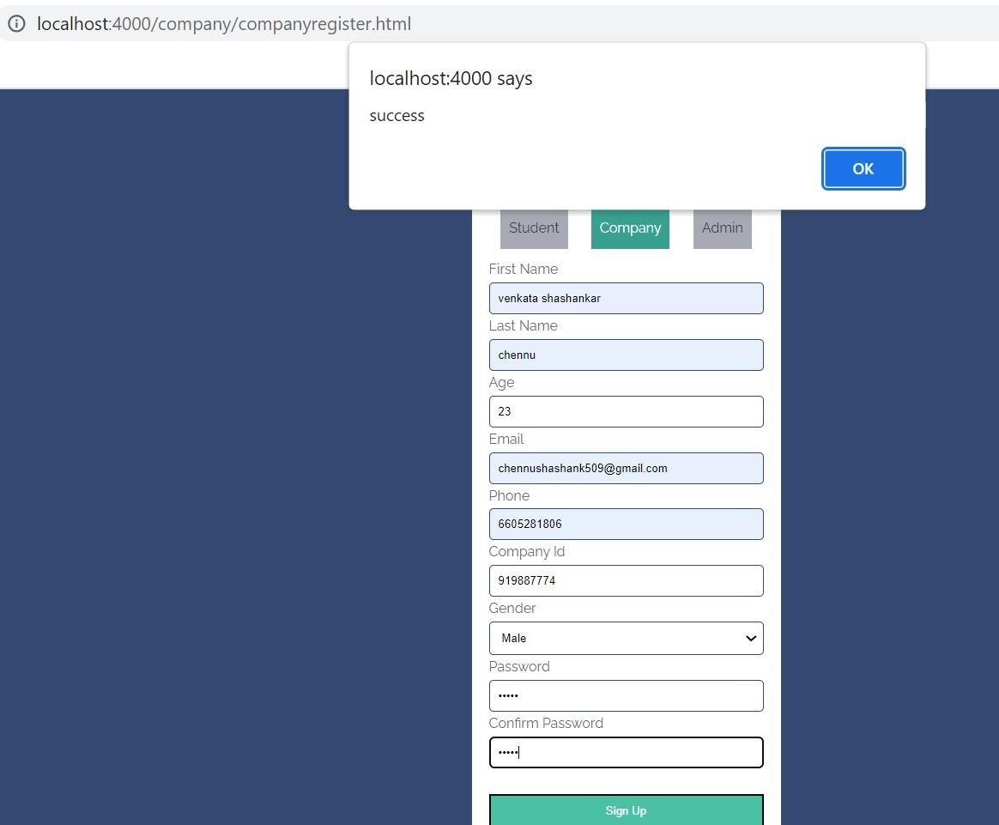 localhost:4000/company/companyregister.html
localhost:4000 says
success
OK
Student Company Admin
First Name
venkata shashankar
Last Name
chennu
Age
23
Email
chennushashank509@gmail.com
Phone
6605281806
Company Id
919887774
Gender
Male
Password
•••••
Confirm Password
•••••
Sign Up